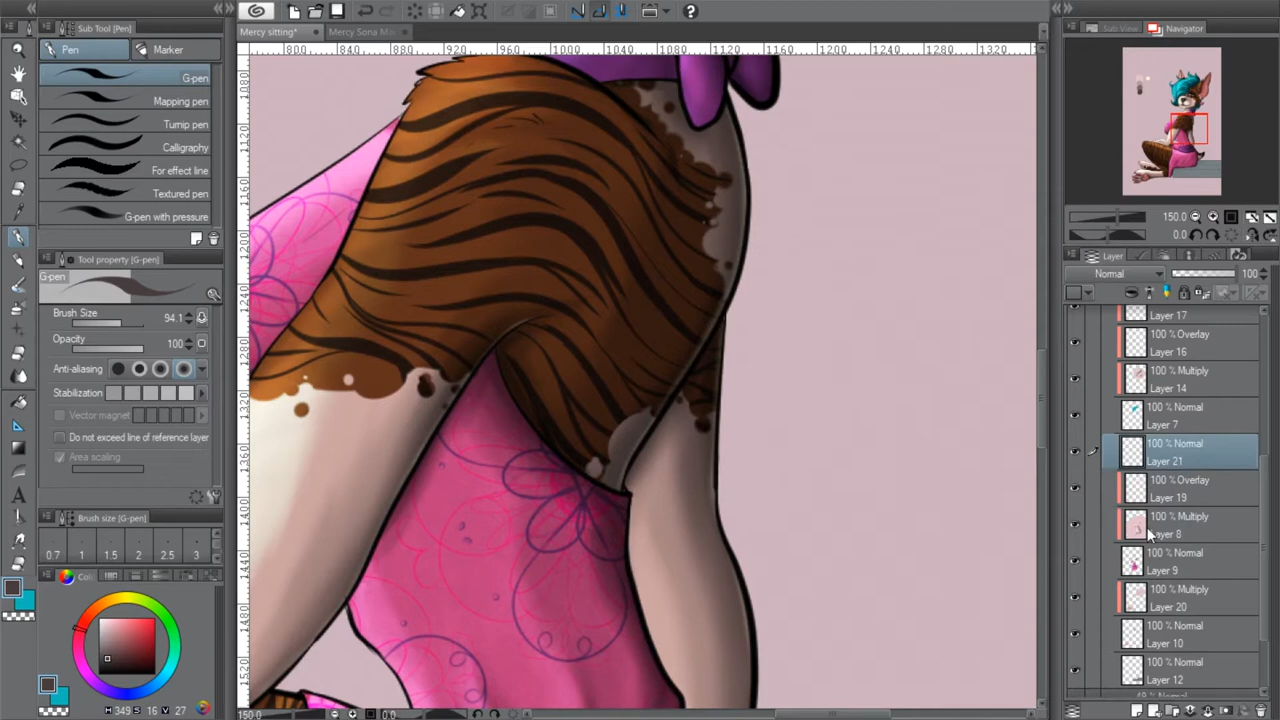 Sub Tool [Pen]
Pen
Marker
G-pen
Mapping pen
Turnip pen
Calligraphy
For effect line
Textured pen
G-pen with pressure
Tool property [G-pen]
G-pen
Brush Size 94.1
Opacity 100
Anti-aliasing
Stabilization
Vector magnet
Do not exceed line of reference layer
Area scaling
Brush size [G-pen]
0.7 1 1.5 2 2.5 3
H 349 S 16 V 27
Mercy sitting*
800 840 880 920 960 1000 1040 1080 1120 1160 1200 1240 1280 1320
1080
1120
1160
1200
1240
1280
1320
1360
1400
1440
1480
1520
150.0 0.0
Sub View
Navigator
150.0
0.0
Layer
Normal 100
Layer 17
100 % Overlay
Layer 16
100 % Multiply
Layer 14
100 % Normal
Layer 7
100 % Normal
Layer 21
100 % Overlay
Layer 19
100 % Multiply
Layer 8
100 % Normal
Layer 9
100 % Multiply
Layer 20
100 % Normal
Layer 10
100 % Normal
Layer 12